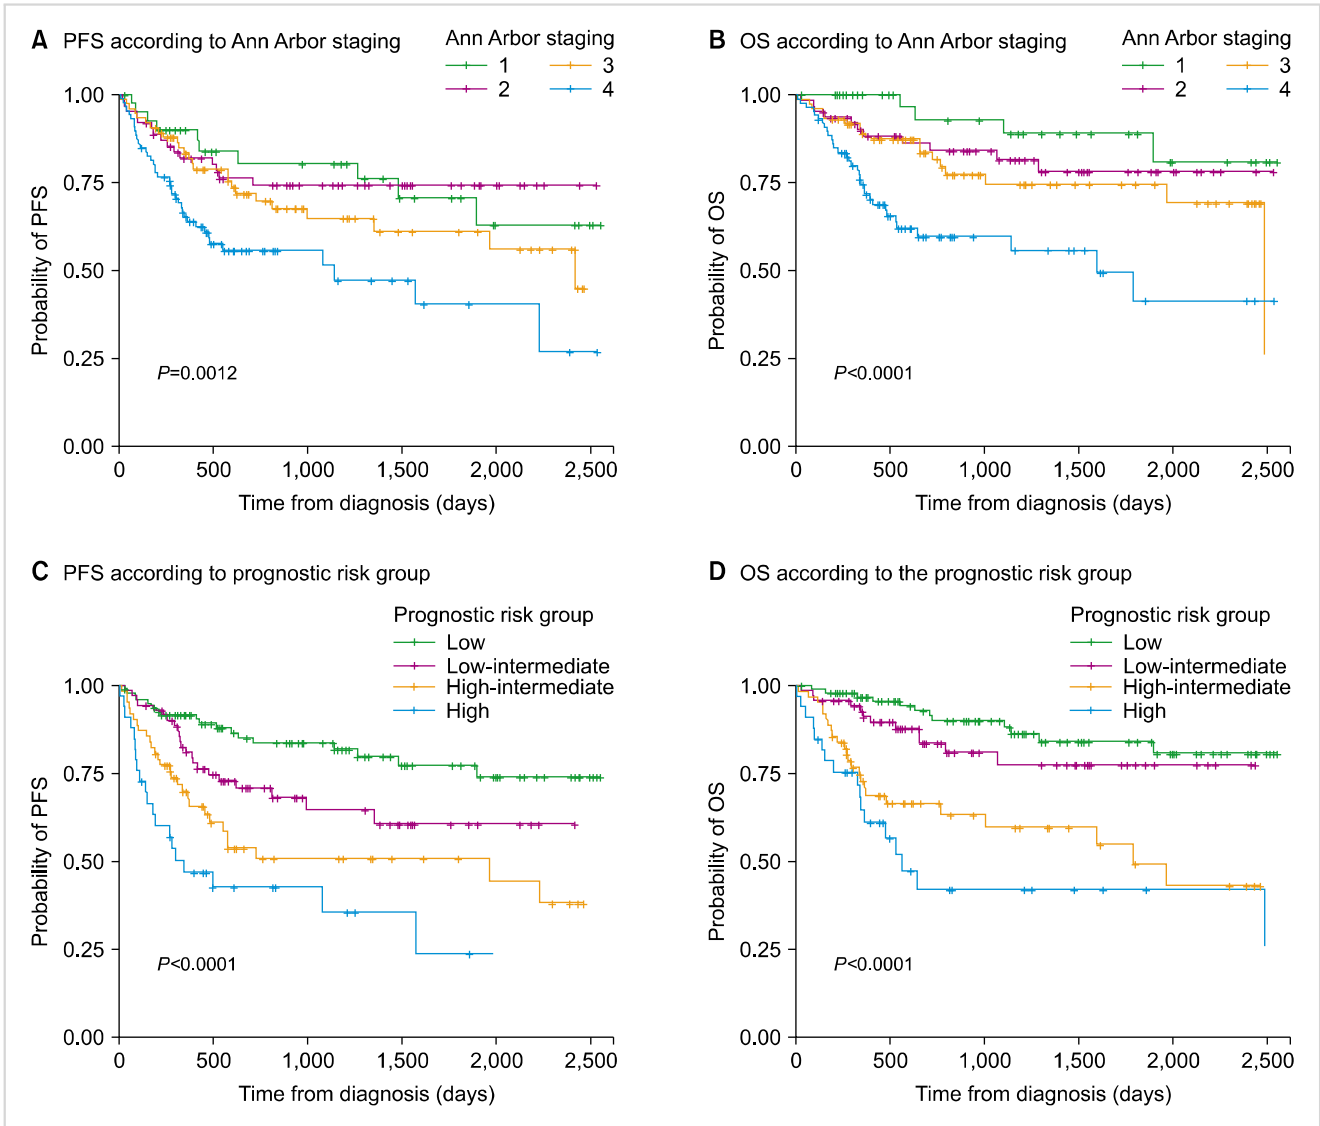 A PFS according to Ann Arbor staging
Ann Arbor staging
1 3
2 4
1.00
0.75
0.50
0.25
0.00
Probability of PFS
P=0.0012
0 500 1,000 1,500 2,000 2,500
Time from diagnosis (days)
B OS according to Ann Arbor staging
Ann Arbor staging
1 3
2 4
1.00
0.75
0.50
0.25
0.00
Probability of OS
P<0.0001
0 500 1,000 1,500 2,000 2,500
Time from diagnosis (days)
C PFS according to prognostic risk group
Prognostic risk group
Low
Low-intermediate
High-intermediate
High
1.00
0.75
0.50
0.25
0.00
Probability of PFS
P<0.0001
0 500 1,000 1,500 2,000 2,500
Time from diagnosis (days)
D OS according to the prognostic risk group
Prognostic risk group
Low
Low-intermediate
High-intermediate
High
1.00
0.75
0.50
0.25
0.00
Probability of OS
P<0.0001
0 500 1,000 1,500 2,000 2,500
Time from diagnosis (days)